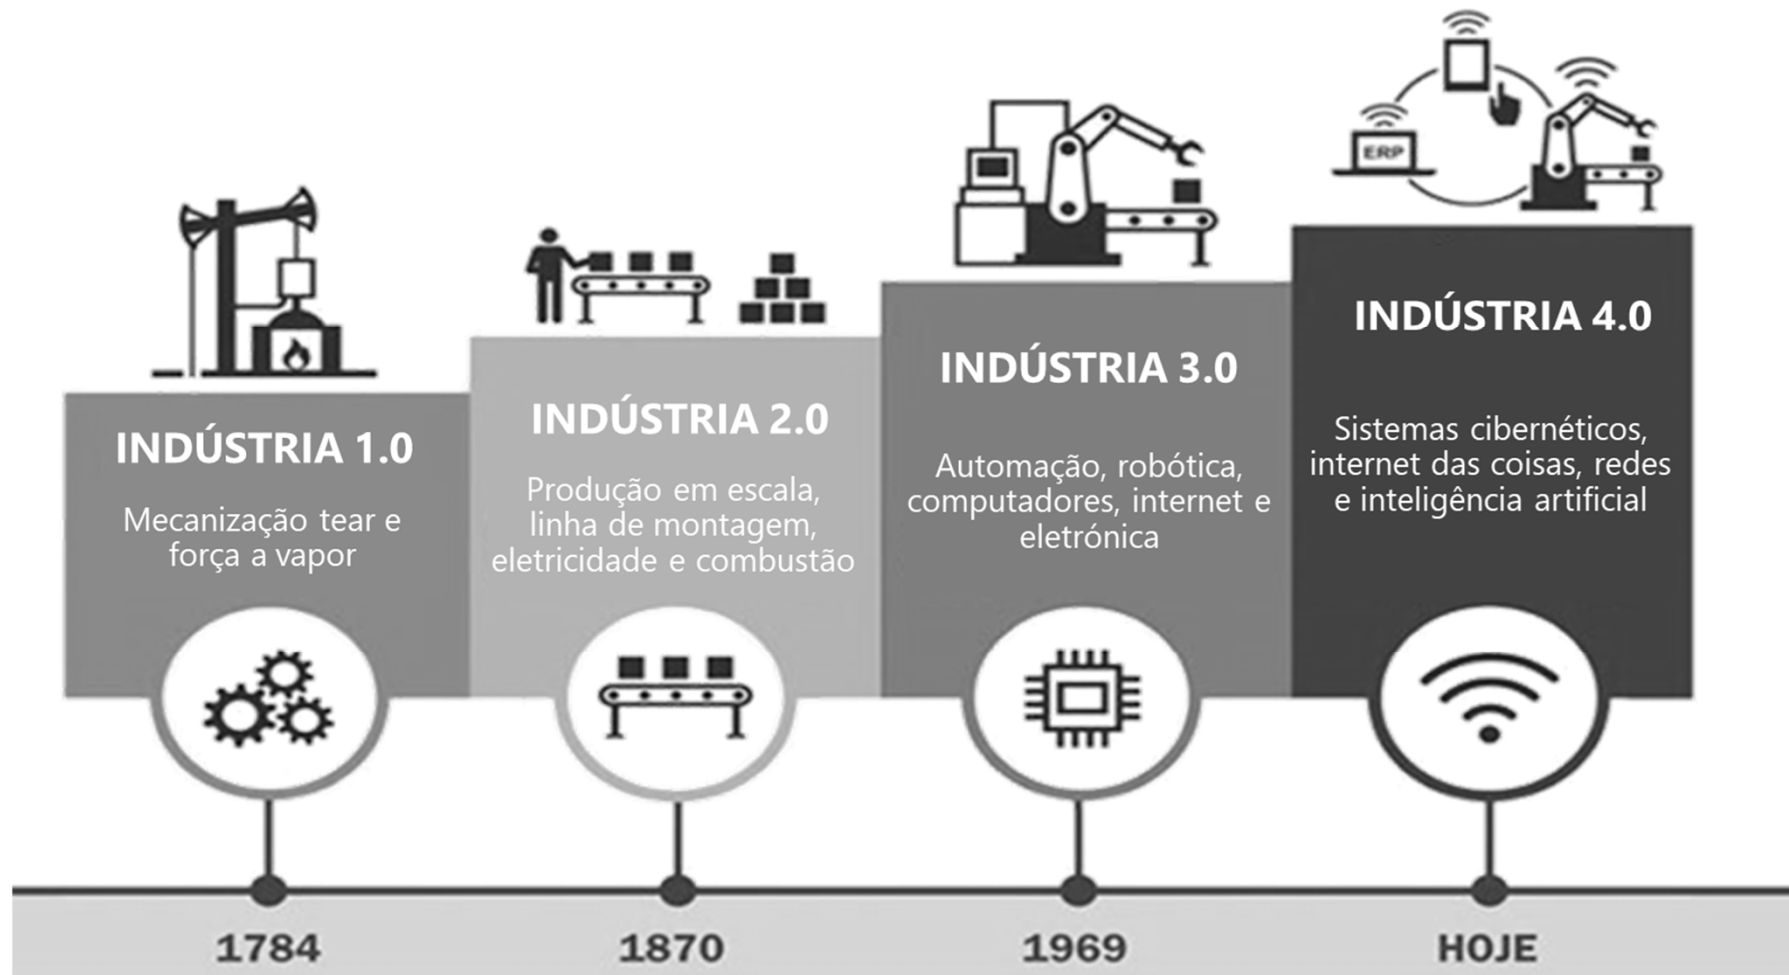 ERP
INDÚSTRIA 1.0
Mecanização tear e
força a vapor
INDÚSTRIA 2.0
Produção em escala,
linha de montagem,
eletricidade e combustão
INDÚSTRIA 3.0
Automação, robótica,
computadores, internet e
eletrónica
INDÚSTRIA 4.0
Sistemas cibernéticos,
internet das coisas, redes
e inteligência artificial
1784
1870
1969
HOJE